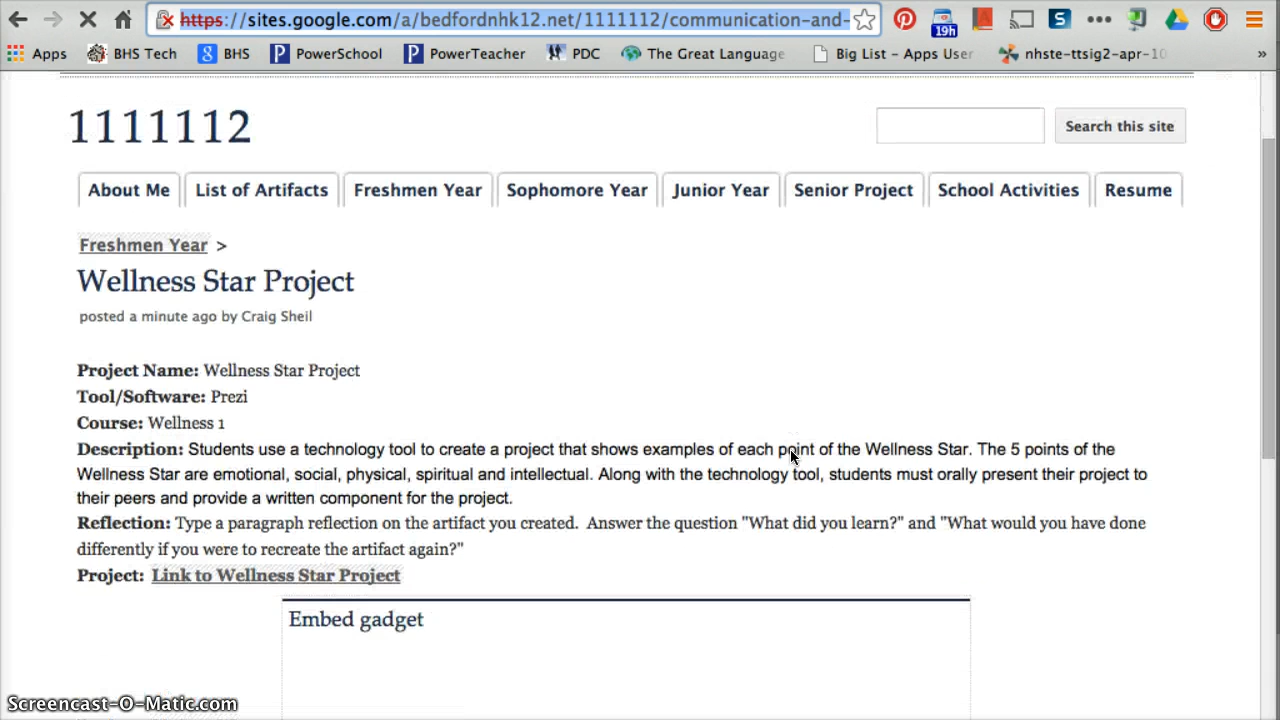 https://sites.google.com/a/bedfordnhk12.net/1111112/communication-and-
19h
S
Apps BHS Tech g BHS P PowerSchool P PowerTeacher PDC The Great Language Big List - Apps User nhste-ttsig2-apr-10 »
1111112
Search this site
About Me List of Artifacts Freshmen Year Sophomore Year Junior Year Senior Project School Activities Resume
Freshmen Year >
Wellness Star Project
posted a minute ago by Craig Sheil
Project Name: Wellness Star Project
Tool/Software: Prezi
Course: Wellness 1
Description: Students use a technology tool to create a project that shows examples of each point of the Wellness Star. The 5 points of the
Wellness Star are emotional, social, physical, spiritual and intellectual. Along with the technology tool, students must orally present their project to
their peers and provide a written component for the project.
Reflection: Type a paragraph reflection on the artifact you created. Answer the question "What did you learn?" and "What would you have done
differently if you were to recreate the artifact again?"
Project: Link to Wellness Star Project
Embed gadget
Screencast-O-Matic.com